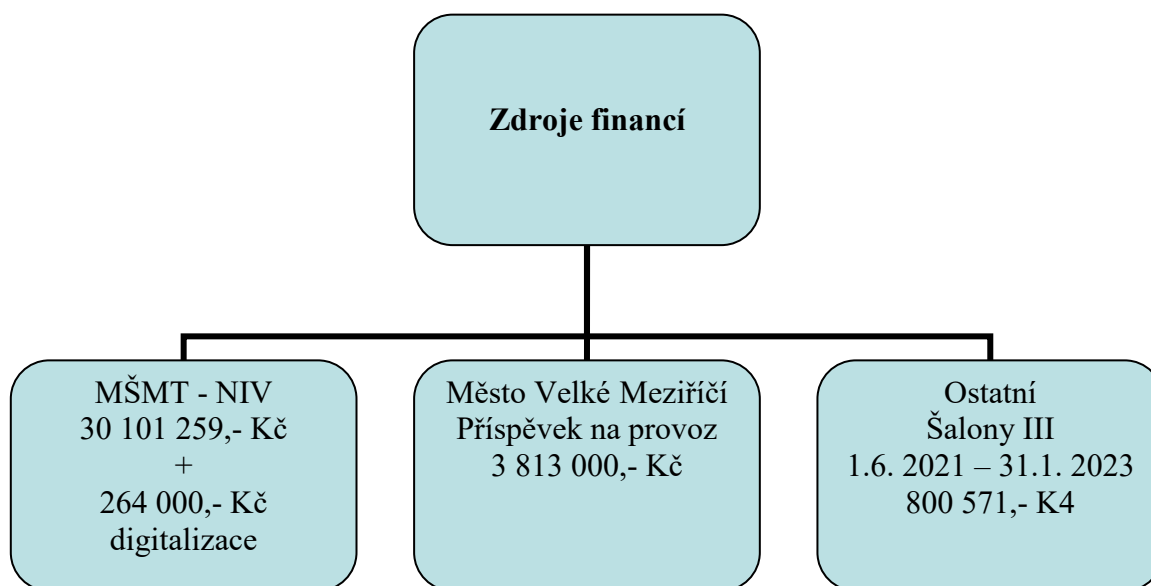 Zdroje financí
MŠMT - NIV
30 101 259,- Kč
+
264 000,- Kč
digitalizace
Město Velké Meziříčí
Příspěvek na provoz
3 813 000,- Kč
Ostatní
Šalony III
1.6. 2021 – 31.1. 2023
800 571,- K4